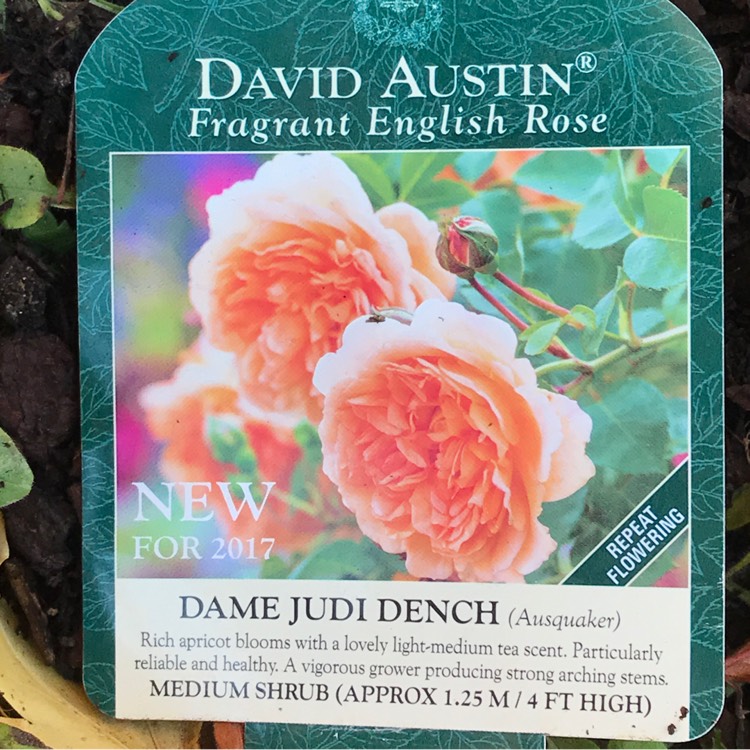 DAVID AUSTIN®
Fragrant English Rose
NEW
FOR 2017
REPEAT
FLOWERING
DAME JUDI DENCH (Ausquaker)
Rich apricot blooms with a lovely light-medium tea scent. Particularly
reliable and healthy. A vigorous grower producing strong arching stems.
MEDIUM SHRUB (APPROX 1.25 M / 4 FT HIGH)